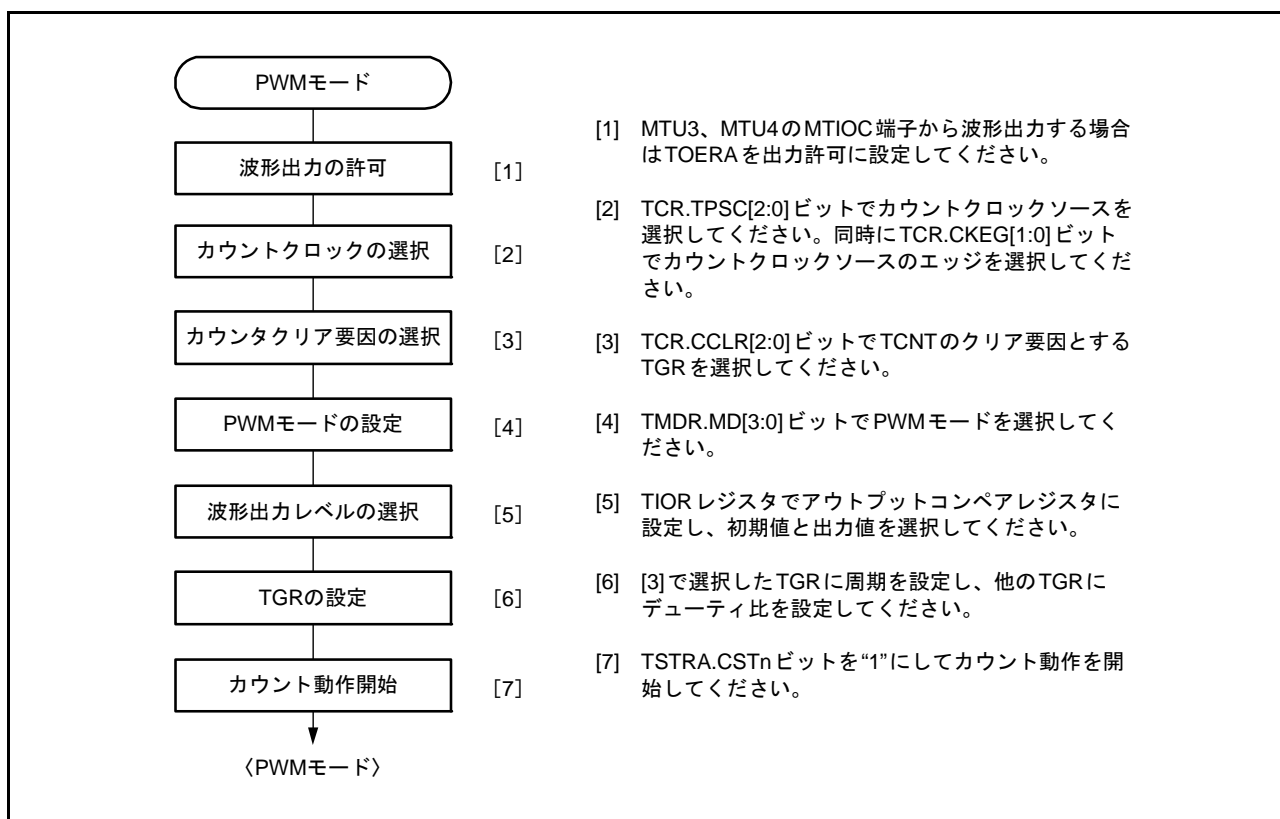 PWMモード
波形出力の許可 [1]
カウントクロックの選択 [2]
カウンタクリア要因の選択 [3]
PWMモードの設定 [4]
波形出力レベルの選択 [5]
TGRの設定 [6]
カウント動作開始 [7]
〈PWMモード〉
[1] MTU3、MTU4のMTIOC端子から波形出力する場合
はTOERAを出力許可に設定してください。
[2] TCR.TPSC[2:0]ビットでカウントクロックソースを
選択してください。同時にTCR.CKEG[1:0]ビット
でカウントクロックソースのエッジを選択してくだ
さい。
[3] TCR.CCLR[2:0]ビットでTCNTのクリア要因とする
TGRを選択してください。
[4] TMDR.MD[3:0]ビットでPWMモードを選択してく
ださい。
[5] TIORレジスタでアウトプットコンペアレジスタに
設定し、初期値と出力値を選択してください。
[6] [3]で選択したTGRに周期を設定し、他のTGRに
デューティ比を設定してください。
[7] TSTRA.CSTnビットを“1”にしてカウント動作を開
始してください。